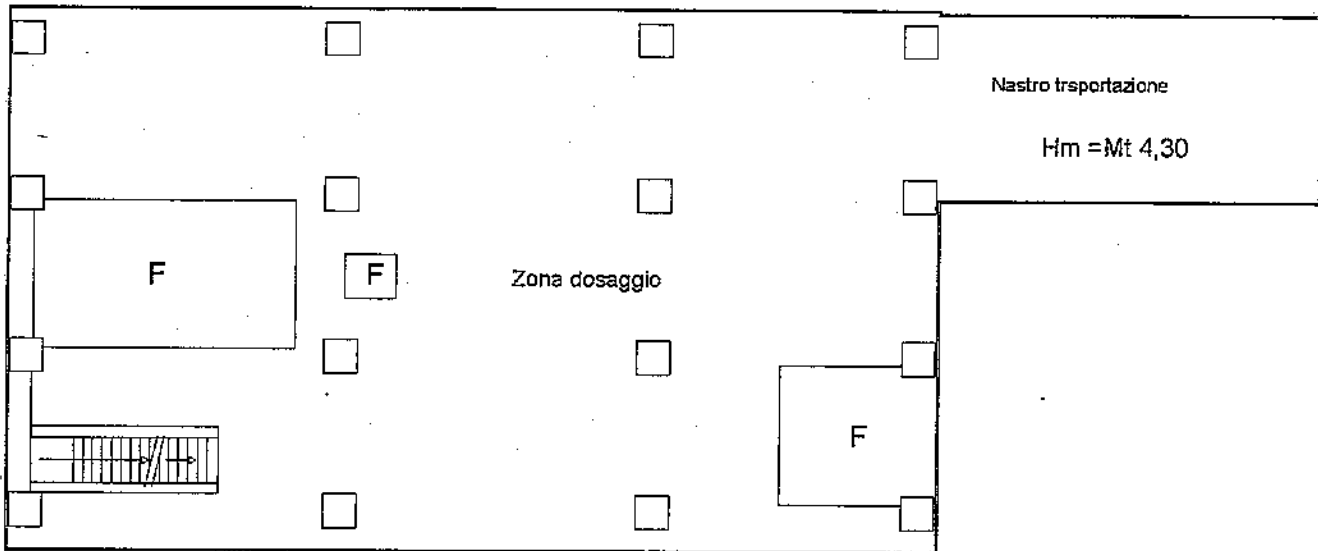 Nastro trsportazione
Hm =Mt 4,30
F
F
Zona dosaggio
F